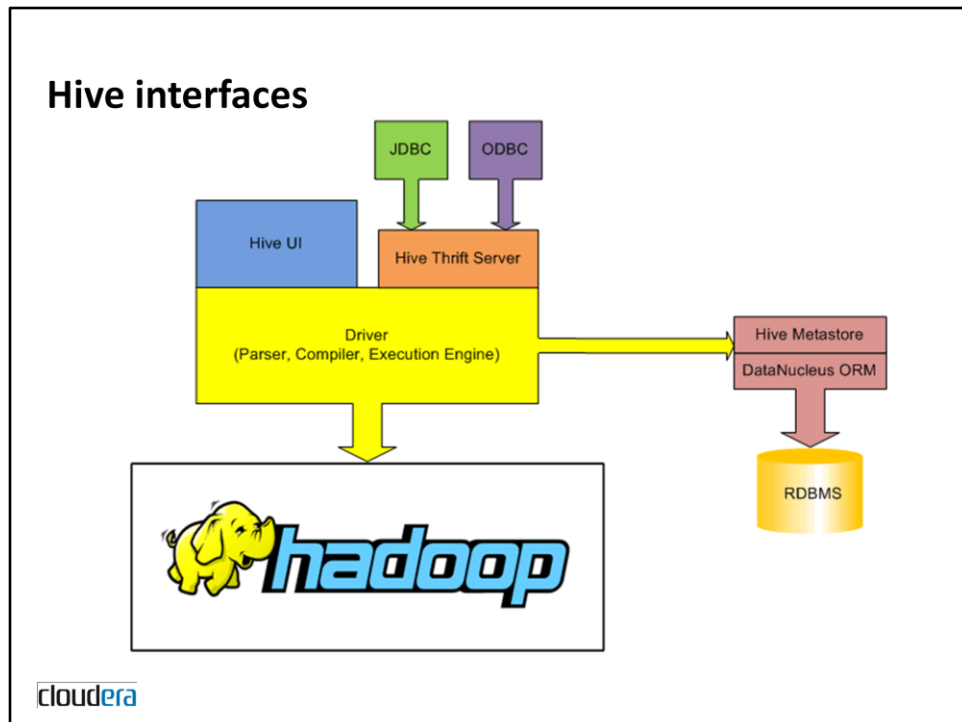 Hive interfaces
JDBC
ODBC
Hive UI
Hive Thrift Server
Driver
(Parser, Compiler, Execution Engine)
Hive Metastore
DataNucleus ORM
RDBMS
hadoop
cloudera